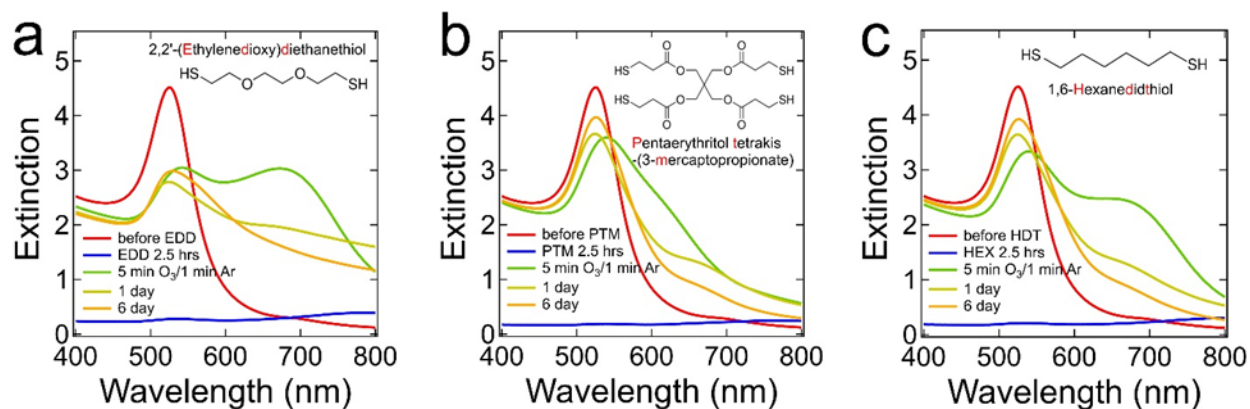 a
2,2'-(Ethylenedioxy)diethanethiol
HS
O
O
SH
5
4
3
2
1
0
Extinction
before EDD
EDD 2.5 hrs
5 min O₃/1 min Ar
1 day
6 day
400 500 600 700 800
Wavelength (nm)
b
O
O
HS
O
O
SH
HS
O
O
SH
O
O
Pentaerythritol tetrakis
-(3-mercaptopropionate)
5
4
3
2
1
0
Extinction
before PTM
PTM 2.5 hrs
5 min O₃/1 min Ar
1 day
6 day
400 500 600 700 800
Wavelength (nm)
c
HS
SH
1,6-Hexanedidthiol
5
4
3
2
1
0
Extinction
before HDT
HEX 2.5 hrs
5 min O₃/1 min Ar
1 day
6 day
400 500 600 700 800
Wavelength (nm)